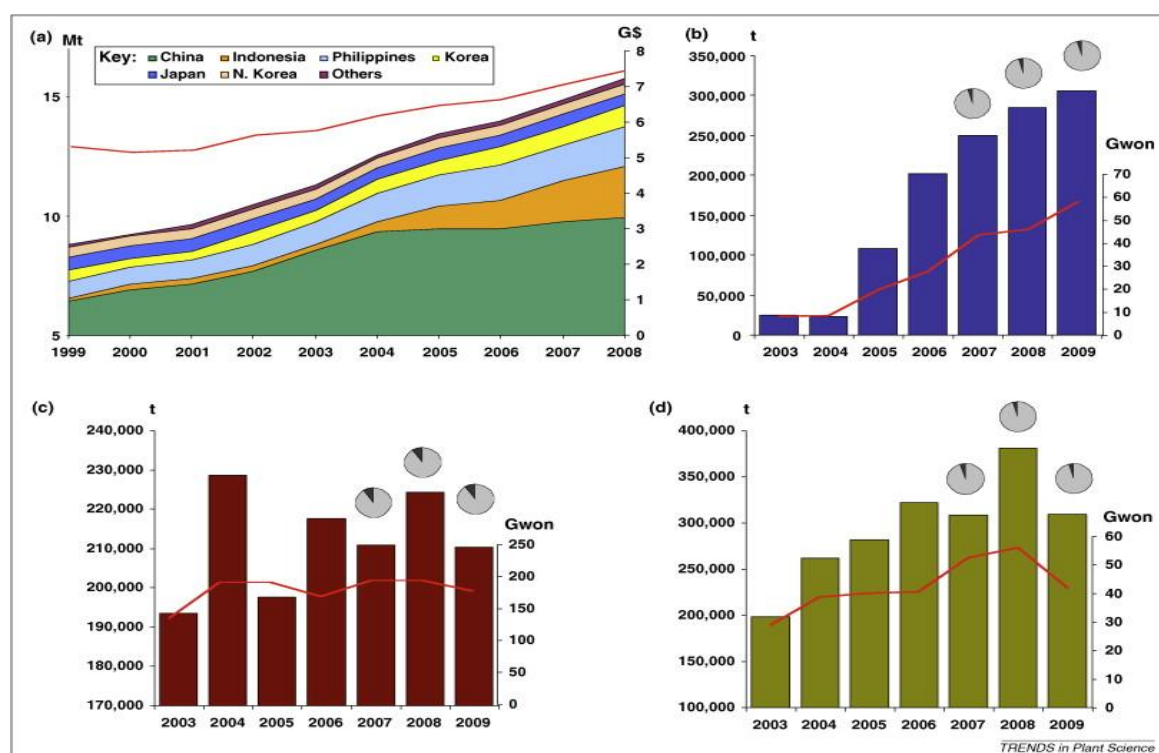 (a)
Mt
G$
Key: China Indonesia Philippines Korea
Japan N. Korea Others
15
10
5
8
7
6
5
4
3
2
1
0
1999 2000 2001 2002 2003 2004 2005 2006 2007 2008
(b)
t
350,000
300,000
250,000
200,000
150,000
100,000
50,000
0
Gwon
70
60
50
40
30
20
10
0
2003 2004 2005 2006 2007 2008 2009
(c)
t
240,000
230,000
220,000
210,000
200,000
190,000
180,000
170,000
Gwon
250
200
150
100
50
0
2003 2004 2005 2006 2007 2008 2009
(d)
t
400,000
350,000
300,000
250,000
200,000
150,000
100,000
Gwon
60
50
40
30
20
10
0
2003 2004 2005 2006 2007 2008 2009
TRENDS in Plant Science